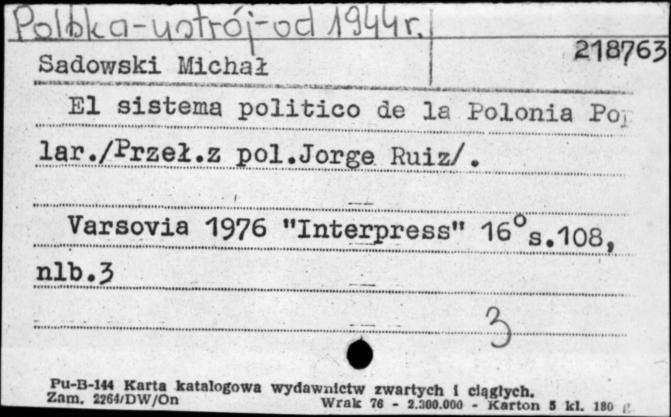 Polska-ustrój-od 1944r.
218763
Sadowski Michał
El sistema politico de la Polonia Po
lar./Przeł.z pol.Jorge Ruiz/.
Varsovia 1976 "Interpress" 16° s.108,
nlb.3
3
Pu-B-144 Karta katalogowa wydawnictw zwartych i ciągłych.
Zam. 2264/DW/On Wrak 76 - 2.300.000 - Karton 5 kl. 180